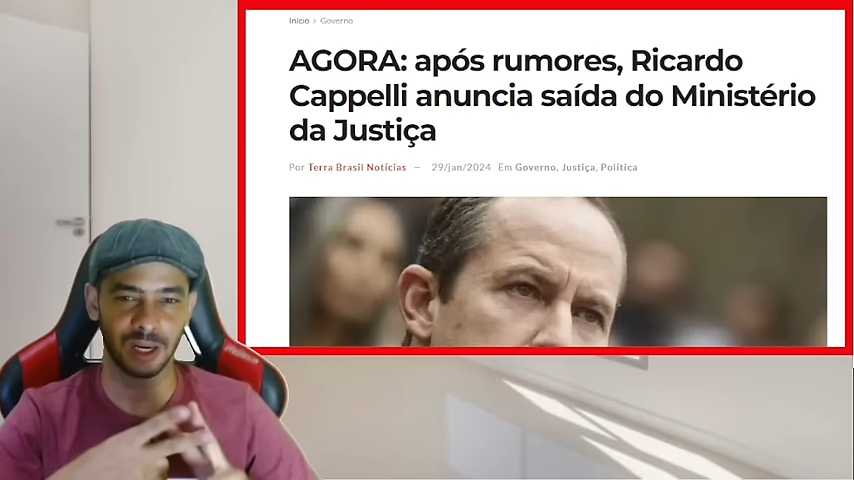 Início > Governo
AGORA: após rumores, Ricardo
Cappelli anuncia saída do Ministério
da Justiça
Por Terra Brasil Notícias — 29/jan/2024 Em Governo, Justiça, Política